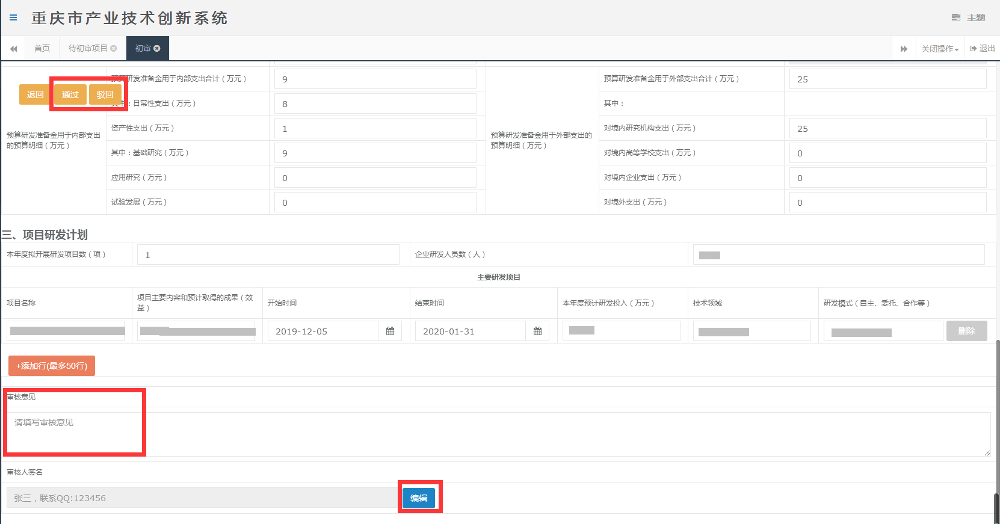 重庆市产业技术创新系统
主题
首页
待初审项目
初审
关闭操作
退出
返回
通过
驳回
预算研发准备金用于内部支出的预算明细（万元）
预算研发准备金用于内部支出合计（万元） 9
其中：日常性支出（万元） 8
资产性支出（万元） 1
其中：基础研究（万元） 9
应用研究（万元） 0
试验发展（万元） 0
预算研发准备金用于外部支出的预算明细（万元）
预算研发准备金用于外部支出合计（万元） 25
其中：
对境内研究机构支出（万元） 25
对境内高等学校支出（万元） 0
对境内企业支出（万元） 0
对境外支出（万元） 0
三、项目研发计划
本年度拟开展研发项目数（项） 1 企业研发人员数（人）
主要研发项目
项目名称
项目主要内容和预计取得的成果（效益）
开始时间
结束时间
本年度预计研发投入（万元）
技术领域
研发模式（自主、委托、合作等）
2019-12-05
2020-01-31
删除
+添加行(最多50行)
审核意见
请填写审核意见
审核人签名
张三，联系QQ:123456
编辑